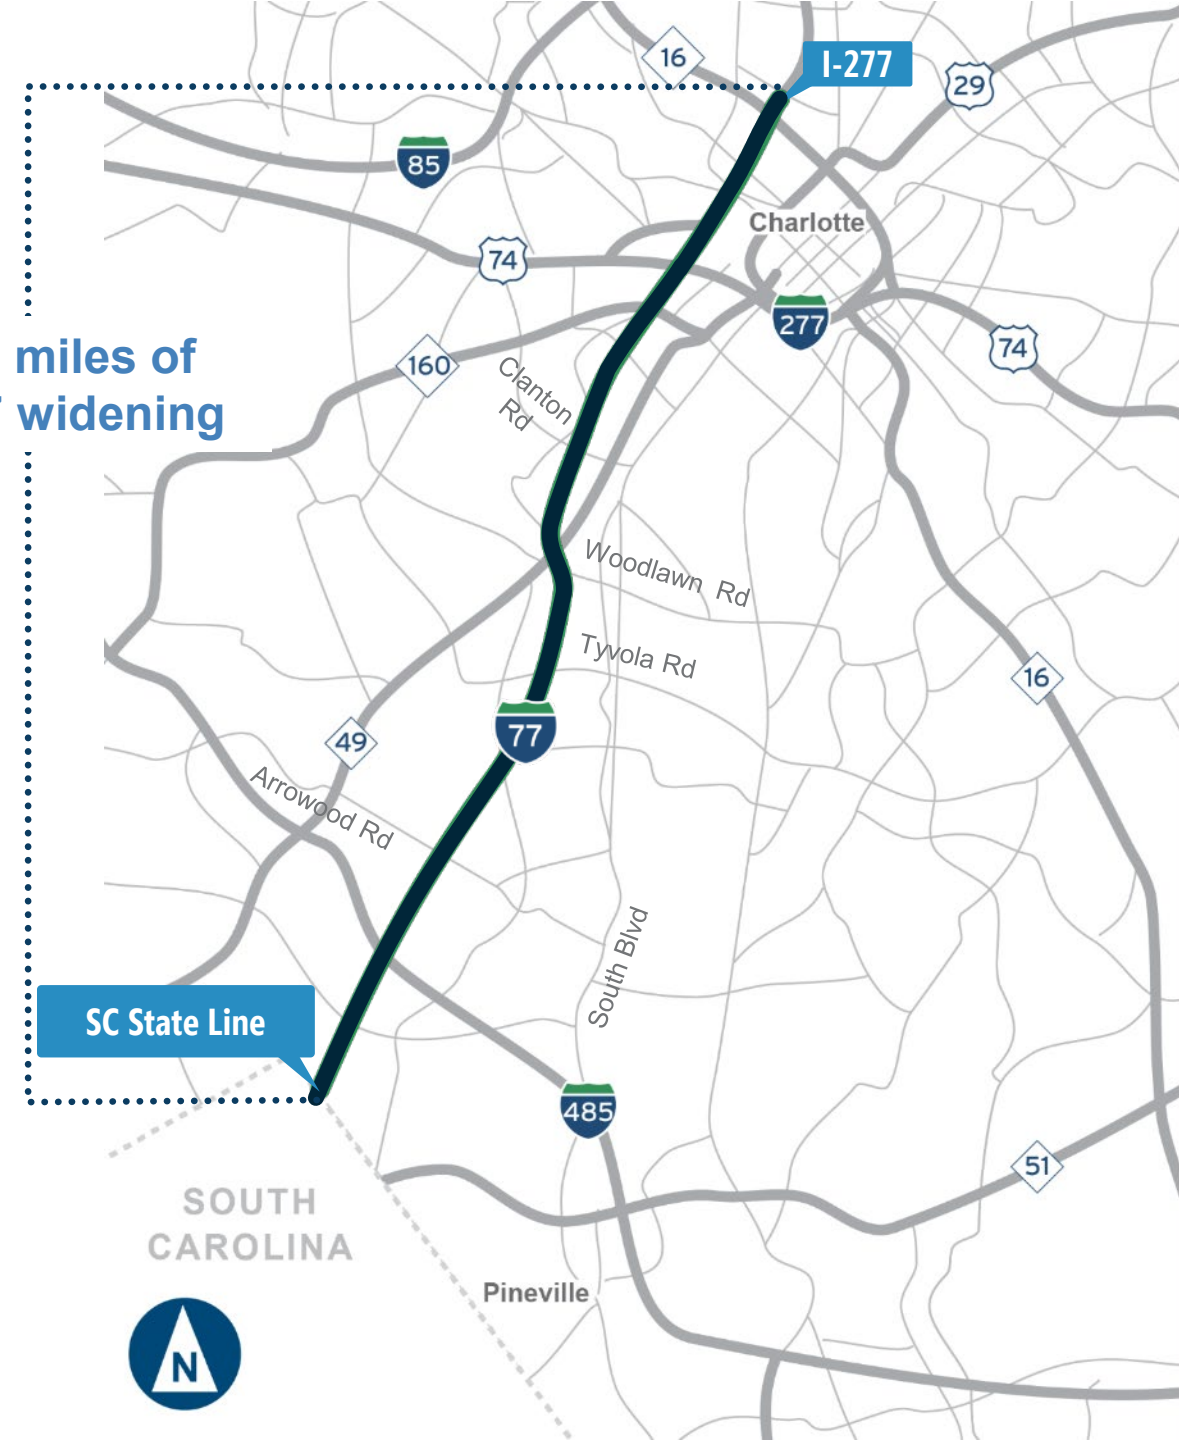 16
I-277
29
85
Charlotte
74
277
74
miles of
widening
160
Clanton
Rd
Woodlawn Rd
Tyvola Rd
16
77
49
Arrowood Rd
South Blvd
SC State Line
485
51
SOUTH
CAROLINA
Pineville
N